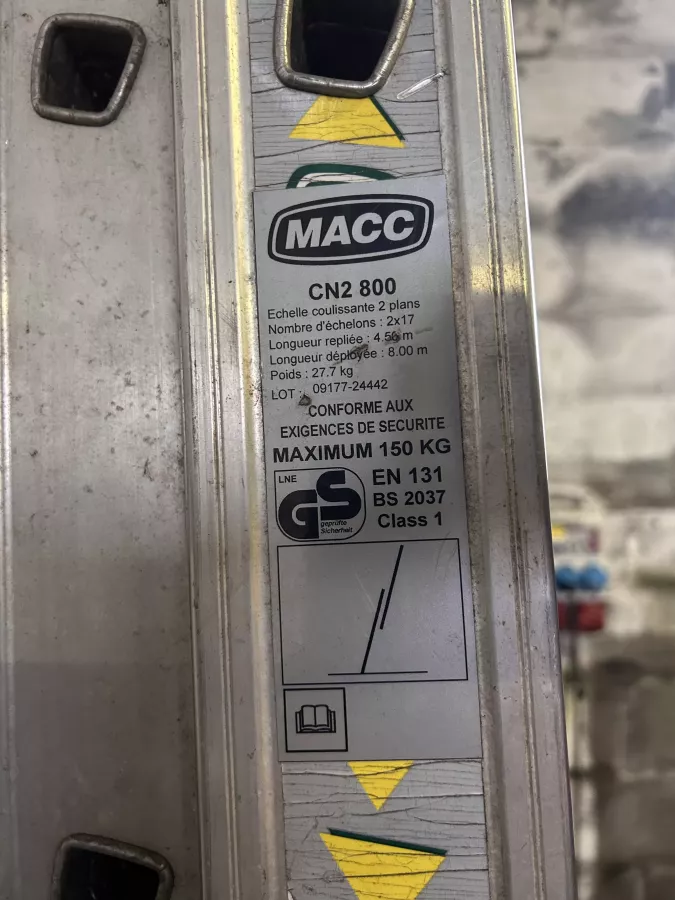 MACC
CN2 800
Echelle coulissante 2 plans
Nombre d'échelons : 2x17
Longueur repliée : 4.50 m
Longueur déployée : 8.00 m
Poids : 27.7 kg
LOT : 09177-24442
CONFORME AUX
EXIGENCES DE SECURITE
MAXIMUM 150 KG
LNE
GS
geprüfte
Sicherheit
EN 131
BS 2037
Class 1